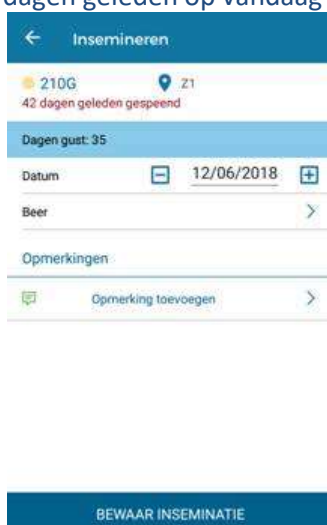 dagen geleden op vandaag
Insemineren
210G Z1
42 dagen geleden gespeend
Dagen gust: 35
Datum 12/06/2018
Beer
Opmerkingen
Opmerking toevoegen
BEWAAR INSEMINATIE